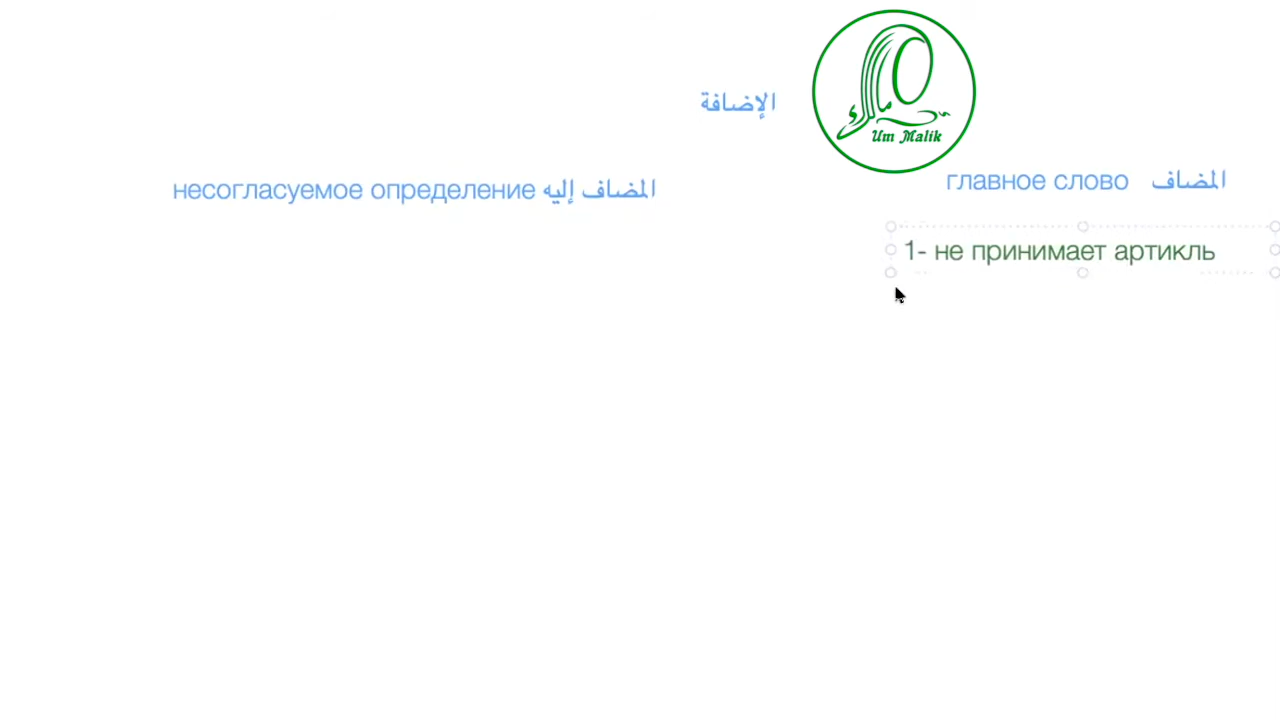 الإضافة
Um Malik
главное слово المضاف
несогласуемое определение المضاف إليه
1- не принимает артикль